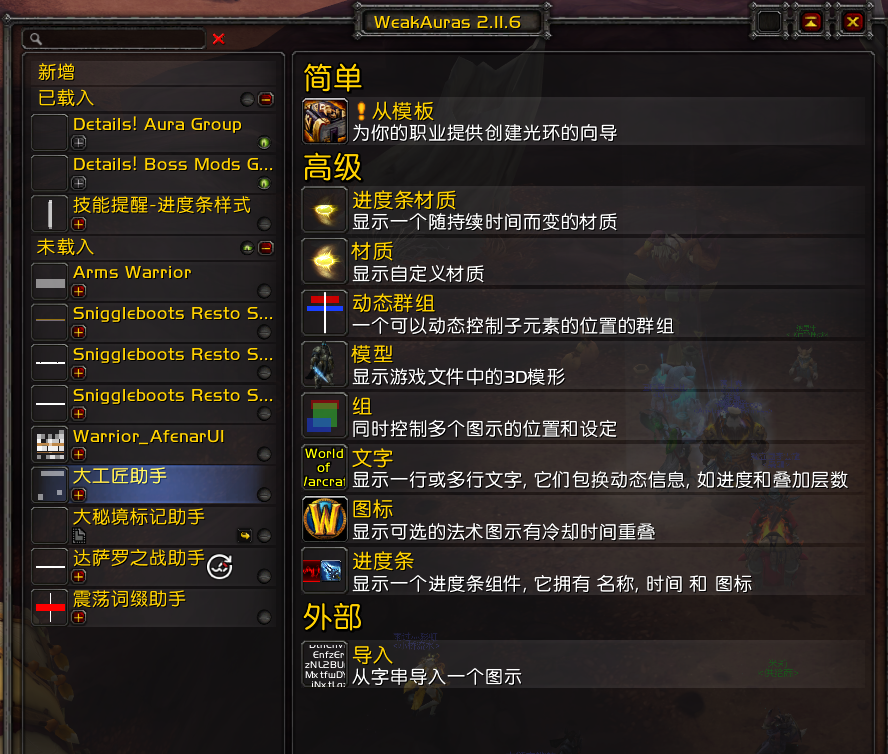 WeakAuras 2.11.6
新增
已载入
Details! Aura Group
Details! Boss Mods G...
技能提醒-进度条样式
未载入
Arms Warrior
Sniggleboots Resto S...
Sniggleboots Resto S...
Sniggleboots Resto S...
Warrior_AfenarUI
大工匠助手
大秘境标记助手
达萨罗之战助手
震荡词缀助手
简单
从模板
为你的职业提供创建光环的向导
高级
进度条材质
显示一个随持续时间而变的材质
材质
显示自定义材质
动态群组
一个可以动态控制子元素的位置的群组
模型
显示游戏文件中的3D模形
组
同时控制多个图示的位置和设定
World
of
文字
显示一行或多行文字, 它们包换动态信息, 如进度和叠加层数
图标
显示可选的法术图示有冷却时间重叠
进度条
显示一个进度条组件, 它拥有 名称, 时间 和 图标
外部
导入
从字串导入一个图示